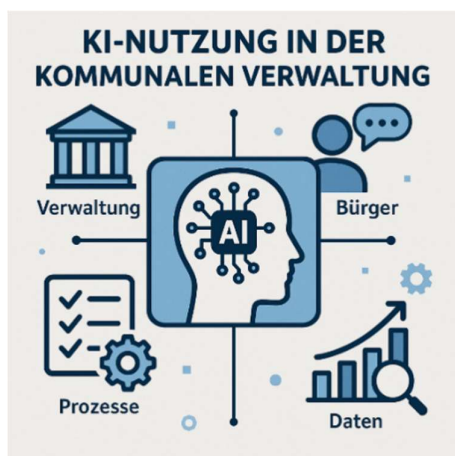 KI-NUTZUNG IN DER
KOMMUNALEN VERWALTUNG
Verwaltung
Bürger
AI
Prozesse
Daten